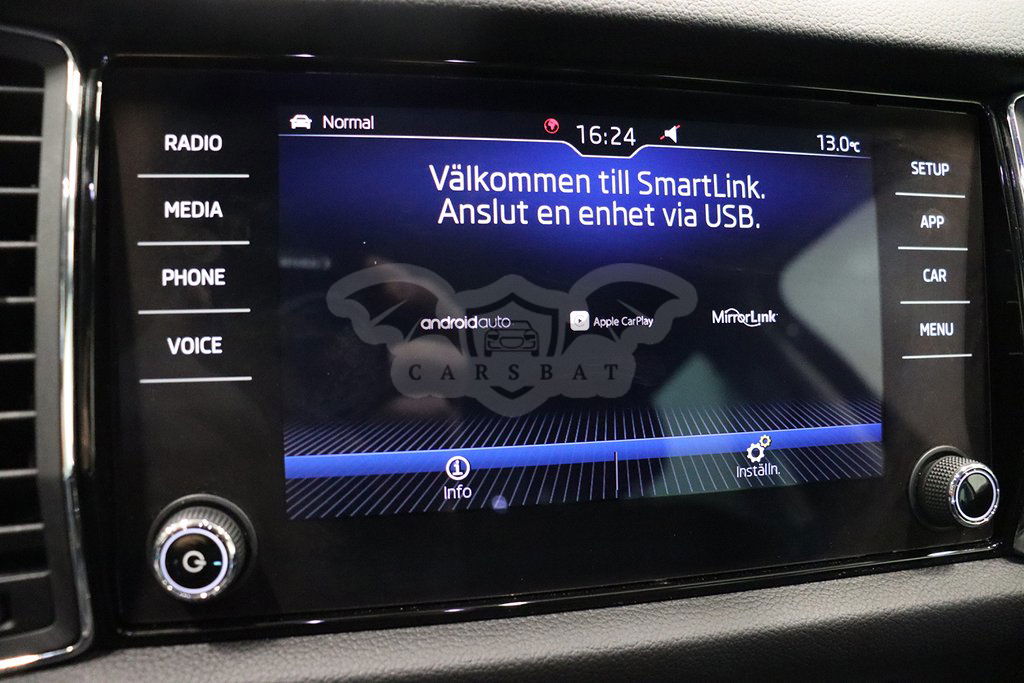 RADIO
MEDIA
PHONE
VOICE
Normal
16:24
13.0°C
Välkommen till SmartLink.
Anslut en enhet via USB.
androidauto
Apple CarPlay
MirrorLink
CARSBAT
Info
Inställn.
SETUP
APP
CAR
MENU